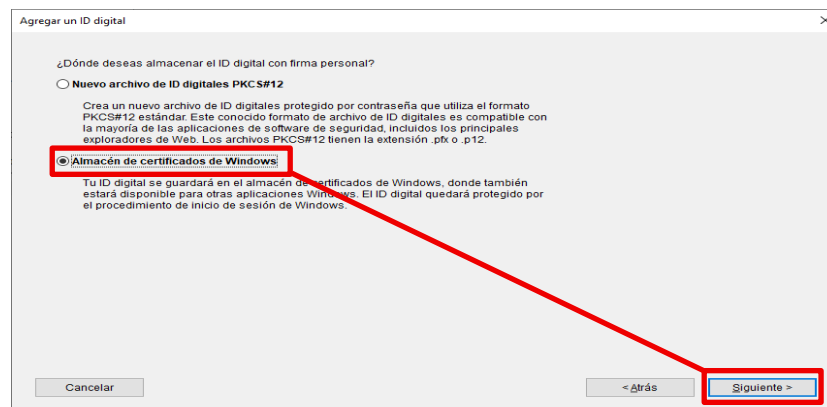 Agregar un ID digital
¿Dónde deseas almacenar el ID digital con firma personal?
Nuevo archivo de ID digitales PKCS#12
Crea un nuevo archivo de ID digitales protegido por contraseña que utiliza el formato
PKCS#12 estándar. Este conocido formato de archivo de ID digitales es compatible con
la mayoría de las aplicaciones de software de seguridad, incluidos los principales
exploradores de Web. Los archivos PKCS#12 tienen la extensión .pfx o .p12.
Almacén de certificados de Windows
Tu ID digital se guardará en el almacén de certificados de Windows, donde también
estará disponible para otras aplicaciones Windows. El ID digital quedará protegido por
el procedimiento de inicio de sesión de Windows.
Cancelar
< Atrás
Siguiente >